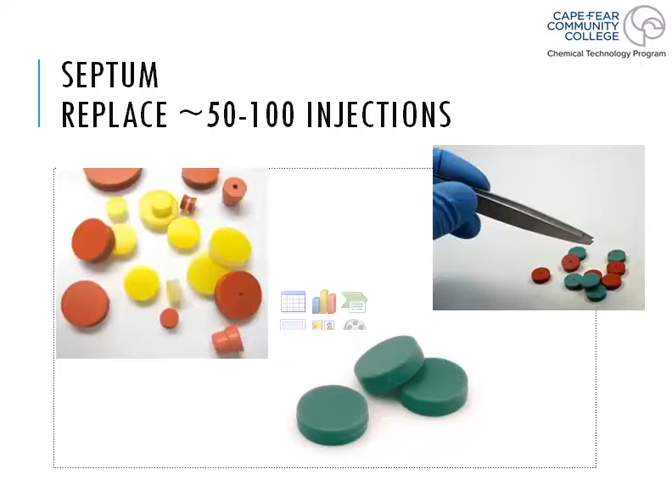 CAPE FEAR
COMMUNITY
COLLEGE
Chemical Technology Program
SEPTUM
REPLACE ~50-100 INJECTIONS